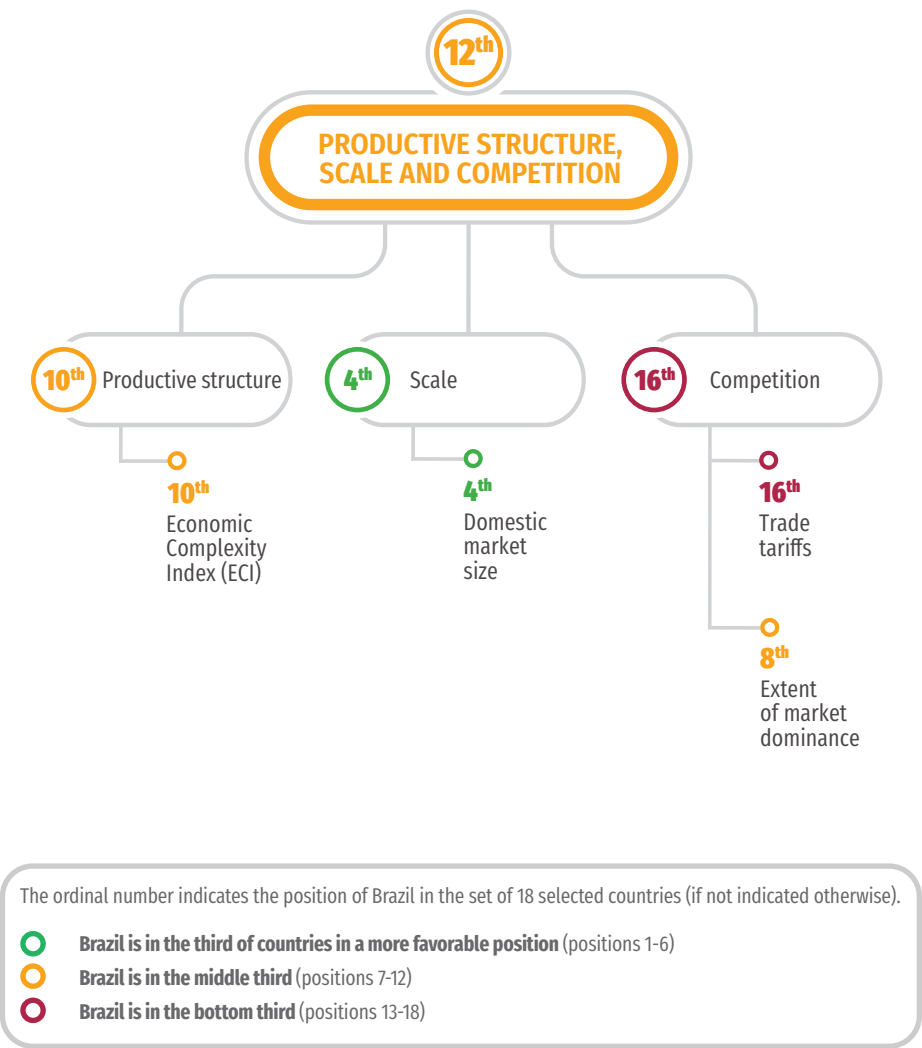 12th
PRODUCTIVE STRUCTURE,
SCALE AND COMPETITION
10th Productive structure
10th
Economic
Complexity
Index (ECI)
4th Scale
4th
Domestic
market
size
16th Competition
16th
Trade
tariffs
8th
Extent
of market
dominance
The ordinal number indicates the position of Brazil in the set of 18 selected countries (if not indicated otherwise).
Brazil is in the third of countries in a more favorable position (positions 1-6)
Brazil is in the middle third (positions 7-12)
Brazil is in the bottom third (positions 13-18)